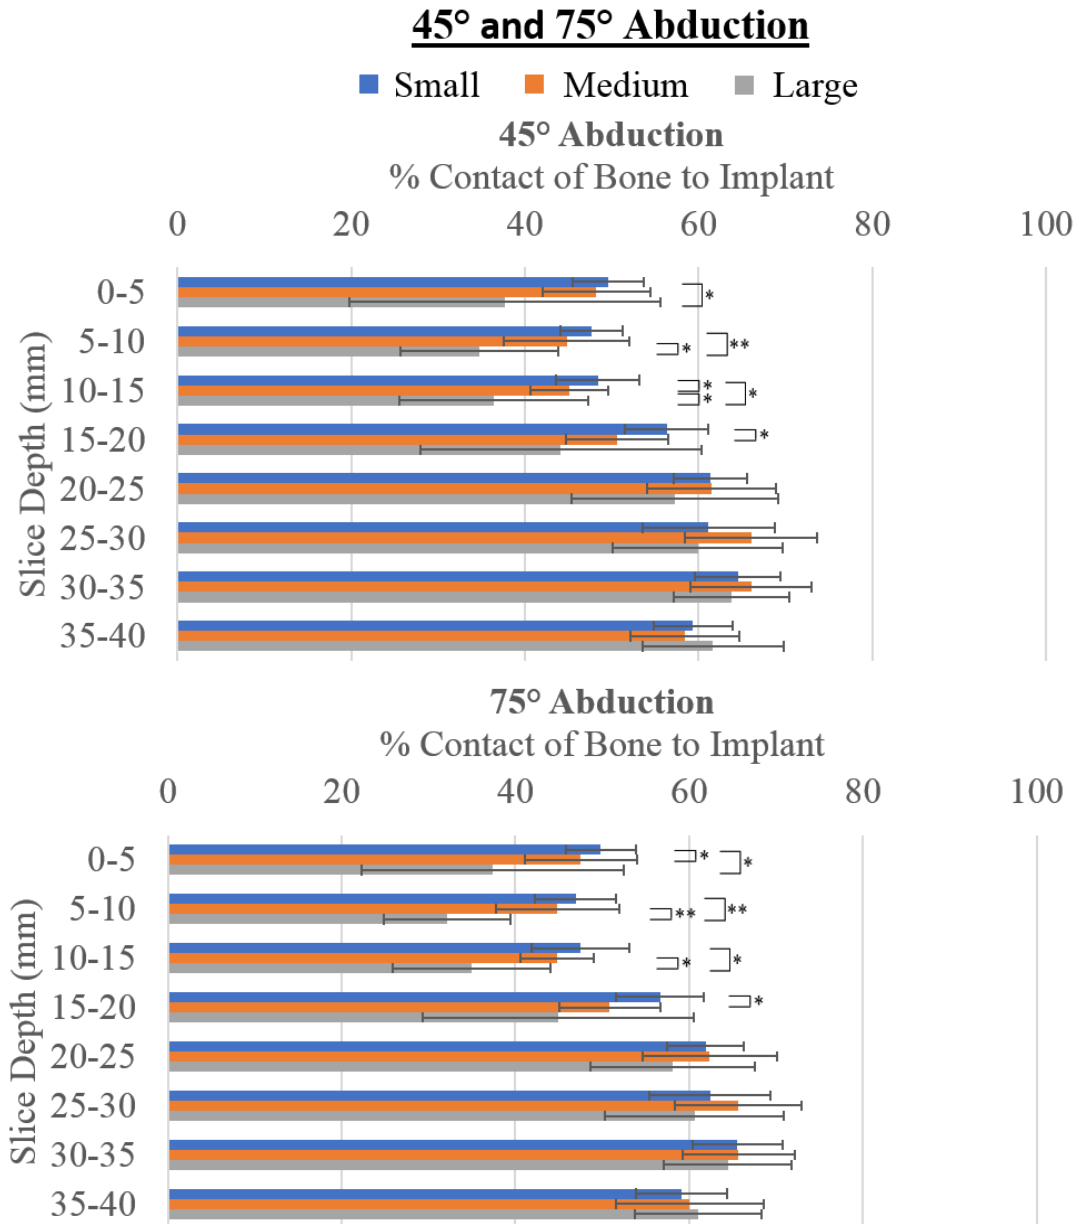 45° and 75° Abduction
Small Medium Large
45° Abduction
% Contact of Bone to Implant
0 20 40 60 80 100
Slice Depth (mm)
0-5 *
5-10 * **
10-15 * * *
15-20 *
20-25
25-30
30-35
35-40
75° Abduction
% Contact of Bone to Implant
0 20 40 60 80 100
Slice Depth (mm)
0-5 * *
5-10 ** **
10-15 * *
15-20 *
20-25
25-30
30-35
35-40